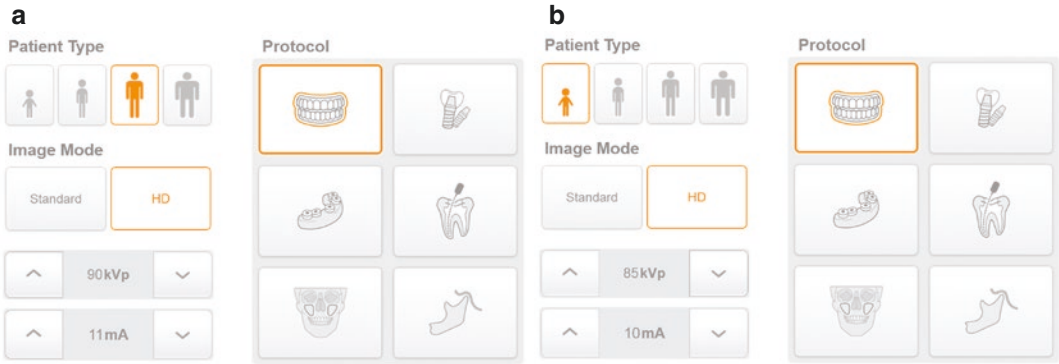 a
Patient Type
Protocol
Image Mode
Standard
HD
90kVp
11mA
b
Patient Type
Protocol
Image Mode
Standard
HD
85kVp
10mA